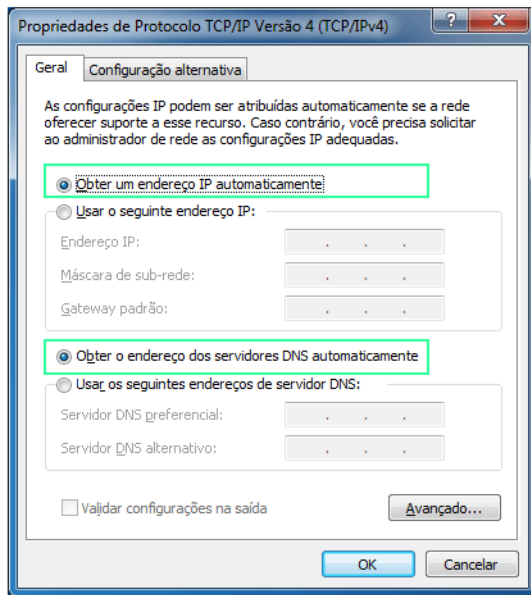 Propriedades de Protocolo TCP/IP Versão 4 (TCP/IPv4)
Geral
Configuração alternativa
As configurações IP podem ser atribuídas automaticamente se a rede
oferecer suporte a esse recurso. Caso contrário, você precisa solicitar
ao administrador de rede as configurações IP adequadas.
Obter um endereço IP automaticamente
Usar o seguinte endereço IP:
Endereço IP:
Máscara de sub-rede:
Gateway padrão:
Obter o endereço dos servidores DNS automaticamente
Usar os seguintes endereços de servidor DNS:
Servidor DNS preferencial:
Servidor DNS alternativo:
Validar configurações na saída
Avançado...
OK
Cancelar